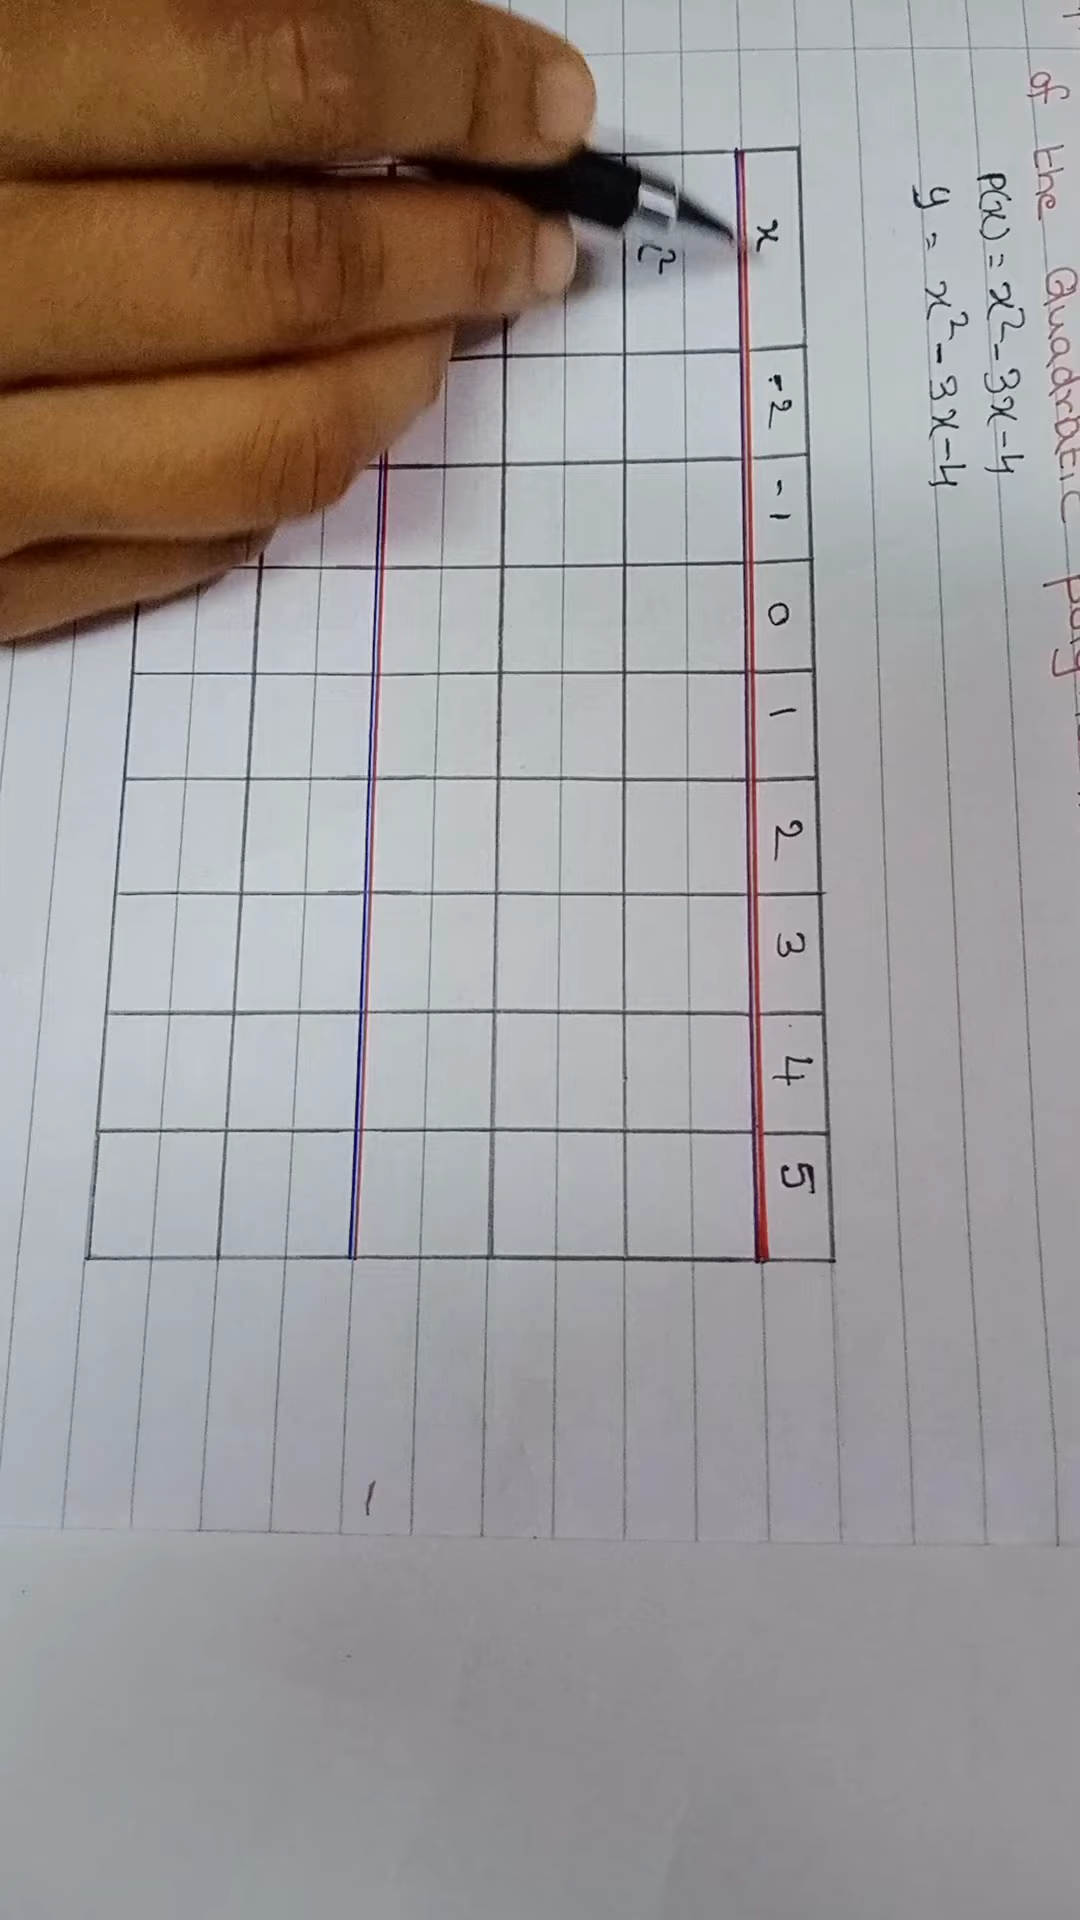 of the Quadratic
P(x) = x² - 3x - 4
y = x² - 3x - 4
x -2 -1 0 1 2 3 4 5